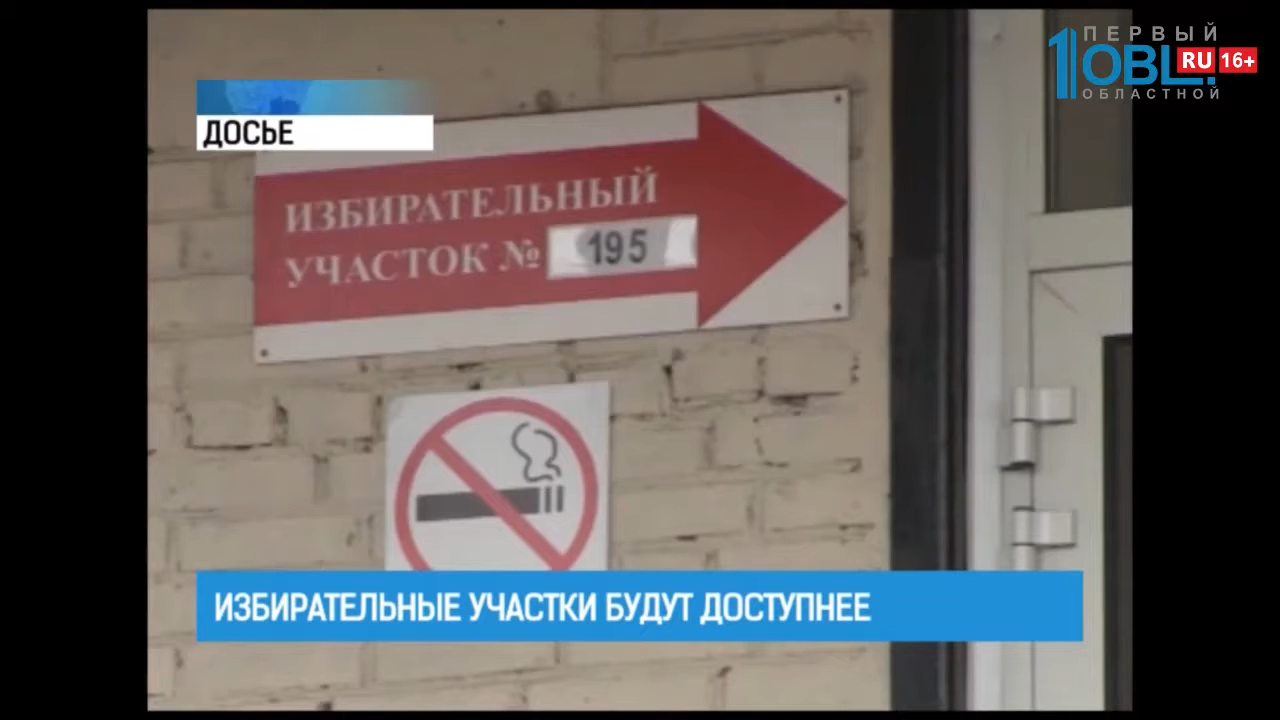 ПЕРВЫЙ
1OBL.RU 16+
ОБЛАСТНОЙ
ДОСЬЕ
ИЗБИРАТЕЛЬНЫЙ
УЧАСТОК № 195
ИЗБИРАТЕЛЬНЫЕ УЧАСТКИ БУДУТ ДОСТУПНЕЕ